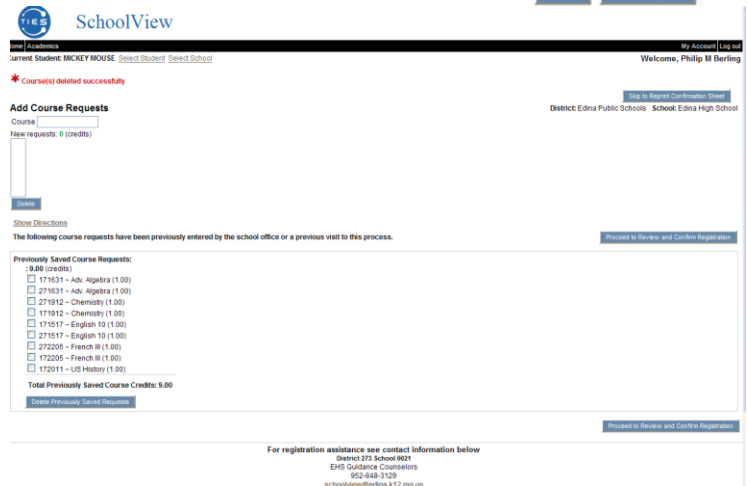 TIES
SchoolView
Home Academics My Account Log out
Current Student: MICKEY MOUSE Select Student Select School Welcome, Philip M Berling
* Course(s) deleted successfully
Skip to Reprint Confirmation Sheet
Add Course Requests District: Edina Public Schools School: Edina High School
Course
New requests: 0 (credits)
Delete
Show Directions
The following course requests have been previously entered by the school office or a previous visit to this process. Proceed to Review and Confirm Registration
Previously Saved Course Requests:
: 9.00 (credits)
171631 ~ Adv. Algebra (1.00)
271631 ~ Adv. Algebra (1.00)
271912 ~ Chemistry (1.00)
171912 ~ Chemistry (1.00)
171517 ~ English 10 (1.00)
271517 ~ English 10 (1.00)
272205 ~ French III (1.00)
172205 ~ French III (1.00)
172011 ~ US History (1.00)
Total Previously Saved Course Credits: 9.00
Delete Previously Saved Requests
Proceed to Review and Confirm Registration
For registration assistance see contact information below
District 273 School 0021
EHS Guidance Counselors
952-848-3129
schoolview@edina.k12.mn.us